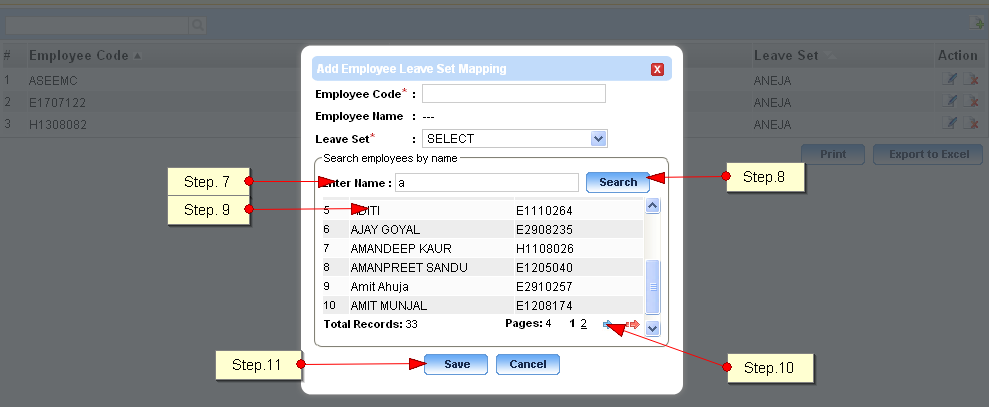 # Employee Code Leave Set Action
1 ASEEMC ANEJA
2 E1707122 ANEJA
3 H1308082 ANEJA
Print Export to Excel
Add Employee Leave Set Mapping X
Employee Code* :
Employee Name : ---
Leave Set* : SELECT
Search employees by name
Step. 7 Enter Name : a Search Step.8
Step. 9
5 ADITI E1110264
6 AJAY GOYAL E2908235
7 AMANDEEP KAUR H1108026
8 AMANPREET SANDU E1205040
9 Amit Ahuja E2910257
10 AMIT MUNJAL E1208174
Total Records: 33 Pages: 4 1 2
Step.10
Step.11 Save Cancel